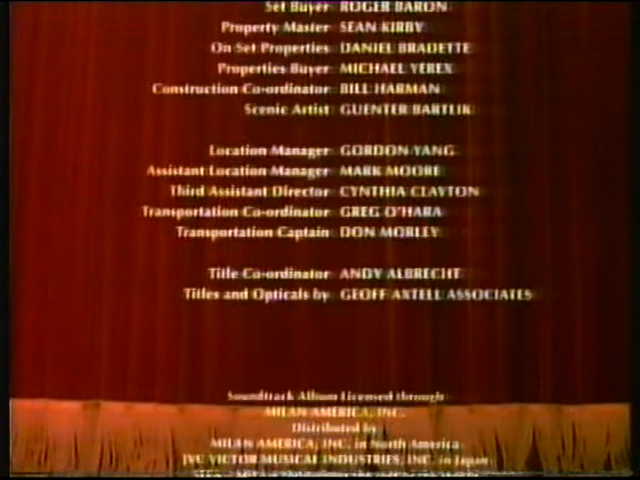 Set Buyer ROGER BARON
Property Master SEAN KIRBY
On-Set Properties DANIEL BRADETTE
Properties Buyer MICHAEL YEREX
Construction Co-ordinator BILL HARMAN
Scenic Artist GUENTER BARTLIK
Location Manager GORDON YANG
Assistant Location Manager MARK MOORE
Third Assistant Director CYNTHIA CLAYTON
Transportation Co-ordinator GREG O'HARA
Transportation Captain DON MORLEY
Title Co-ordinator ANDY ALBRECHT
Titles and Opticals by GEOFF AXTELL ASSOCIATES
Soundtrack Album Licensed through
MILAN AMERICA, INC.
Distributed by
MILAN AMERICA, INC. in North America
JVC VICTOR MUSICAL INDUSTRIES, INC. in Japan